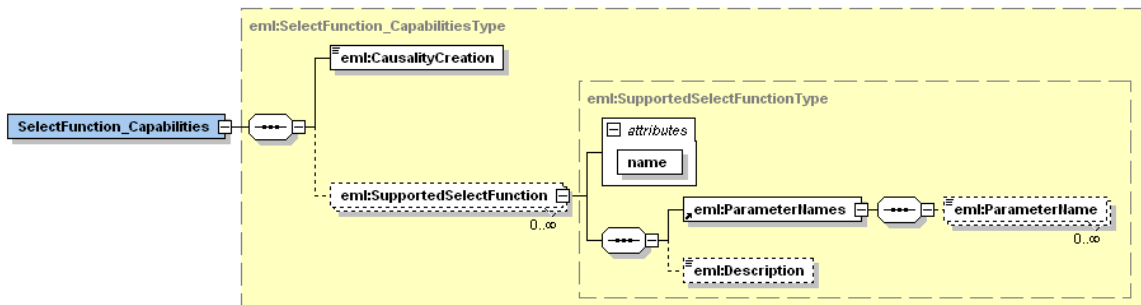 eml:SelectFunction_CapabilitiesType
eml:CausalityCreation
eml:SupportedSelectFunctionType
SelectFunction_Capabilities
attributes
name
eml:SupportedSelectFunction
0..∞
eml:ParameterNames
eml:ParameterName
0..∞
eml:Description